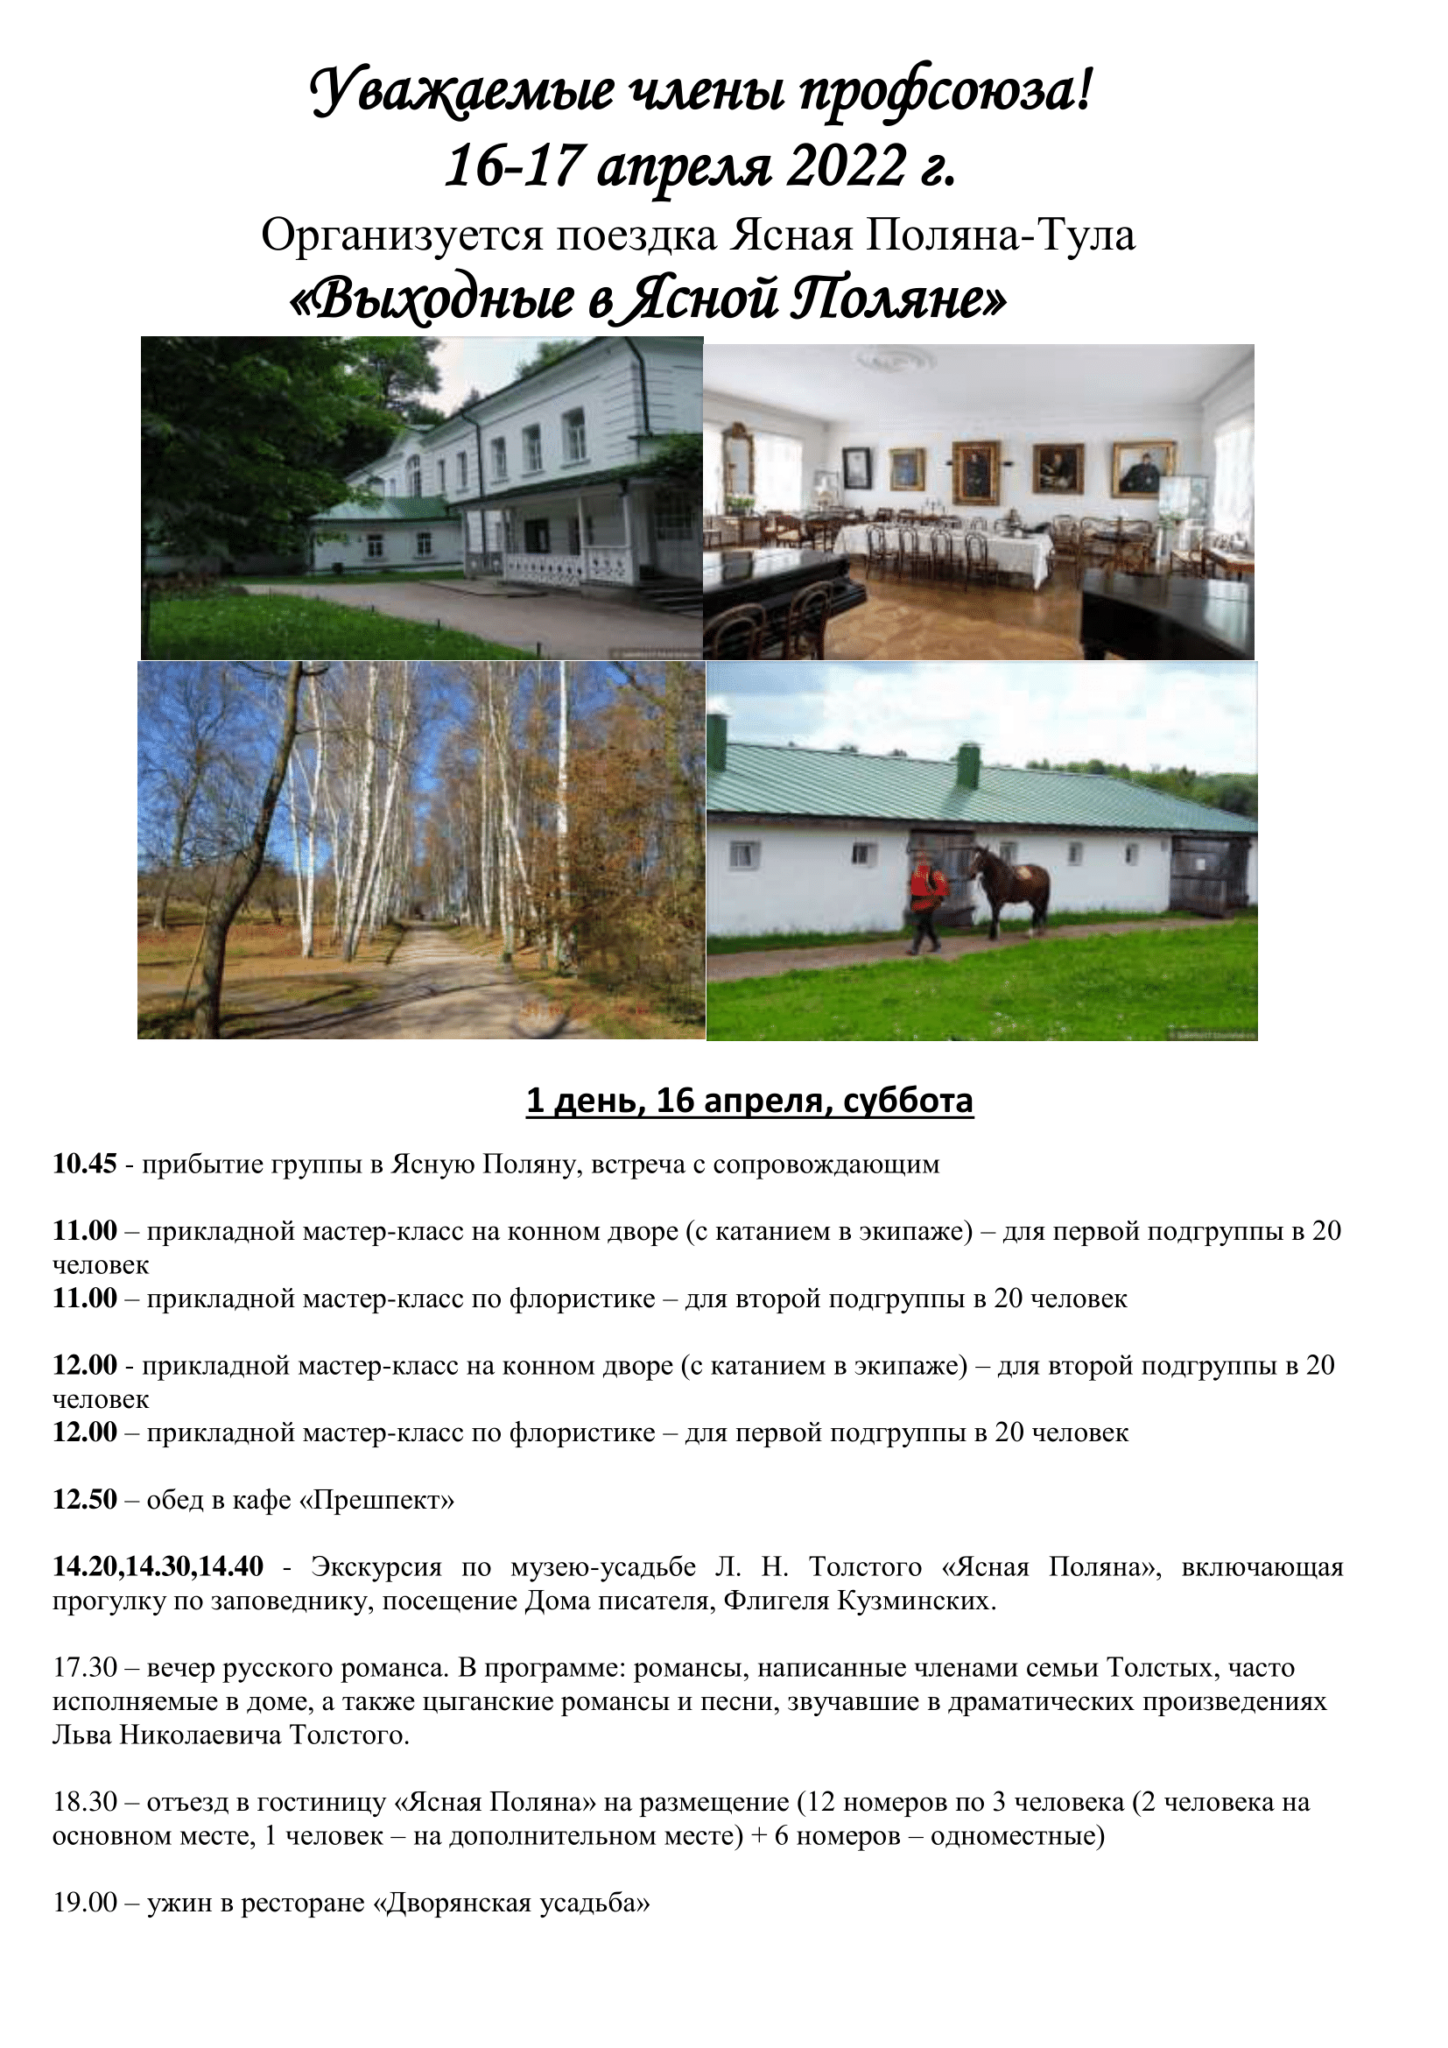 Уважаемые члены профсоюза!
16-17 апреля 2022 г.
Организуется поездка Ясная Поляна-Тула
«Выходные в Ясной Поляне»
1 день, 16 апреля, суббота
10.45 - прибытие группы в Ясную Поляну, встреча с сопровождающим
11.00 – прикладной мастер-класс на конном дворе (с катанием в экипаже) – для первой подгруппы в 20
человек
11.00 – прикладной мастер-класс по флористике – для второй подгруппы в 20 человек
12.00 - прикладной мастер-класс на конном дворе (с катанием в экипаже) – для второй подгруппы в 20
человек
12.00 – прикладной мастер-класс по флористике – для первой подгруппы в 20 человек
12.50 – обед в кафе «Прешпект»
14.20,14.30,14.40 - Экскурсия по музею-усадьбе Л. Н. Толстого «Ясная Поляна», включающая
прогулку по заповеднику, посещение Дома писателя, Флигеля Кузминских.
17.30 – вечер русского романса. В программе: романсы, написанные членами семьи Толстых, часто
исполняемые в доме, а также цыганские романсы и песни, звучавшие в драматических произведениях
Льва Николаевича Толстого.
18.30 – отъезд в гостиницу «Ясная Поляна» на размещение (12 номеров по 3 человека (2 человека на
основном месте, 1 человек – на дополнительном месте) + 6 номеров – одноместные)
19.00 – ужин в ресторане «Дворянская усадьба»